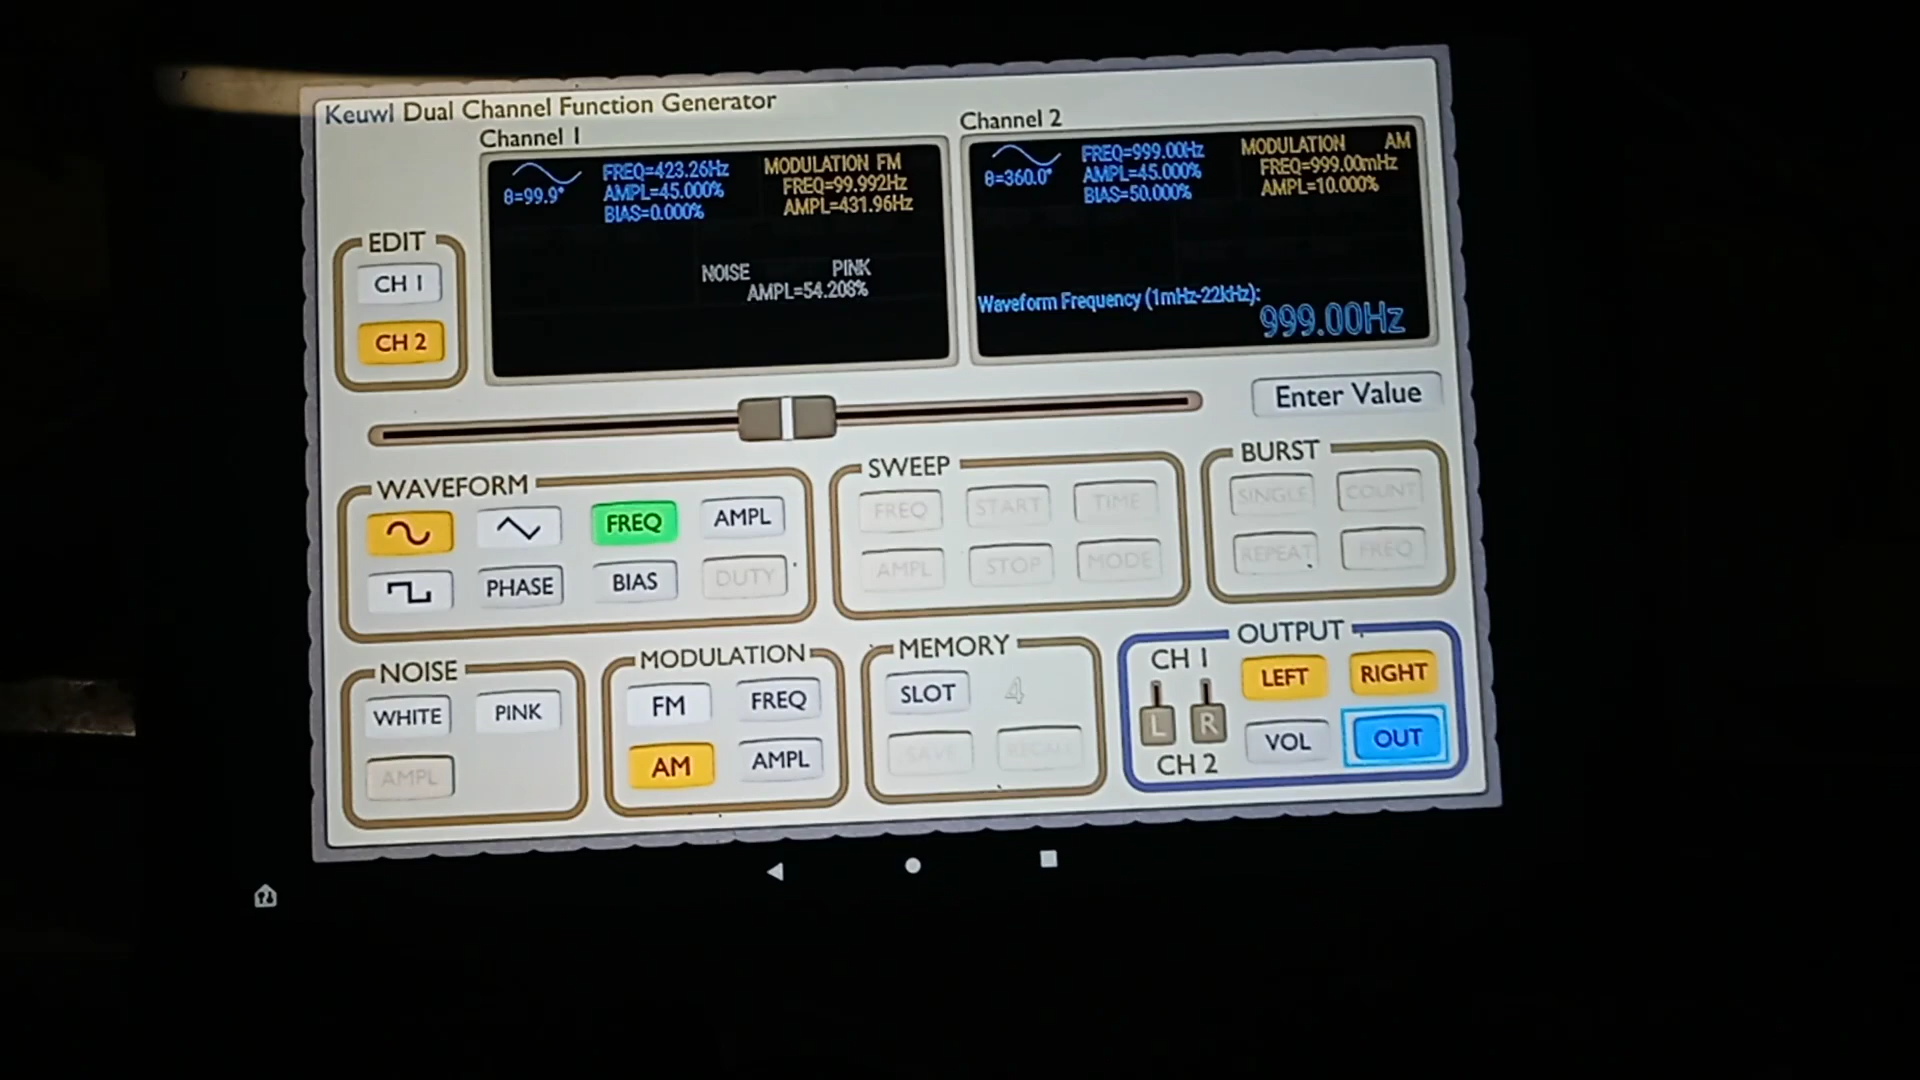 Keuwl Dual Channel Function Generator
Channel 1
θ=99.9°
FREQ=423.26Hz
AMPL=45.000%
BIAS=0.000%
MODULATION FM
FREQ=99.992Hz
AMPL=431.96Hz
NOISE PINK
AMPL=54.208%
Channel 2
θ=360.0°
FREQ=999.00Hz
AMPL=45.000%
BIAS=50.000%
MODULATION AM
FREQ=999.00mHz
AMPL=10.000%
Waveform Frequency (1mHz-22kHz):
999.00Hz
EDIT
CH 1
CH 2
Enter Value
WAVEFORM
FREQ AMPL
PHASE BIAS DUTY
SWEEP
FREQ START TIME
AMPL STOP MODE
BURST
SINGLE COUNT
REPEAT FREQ
NOISE
WHITE PINK
AMPL
MODULATION
FM FREQ
AM AMPL
MEMORY
SLOT 4
SAVE RECALL
OUTPUT
CH 1 LEFT RIGHT
L R VOL OUT
CH 2